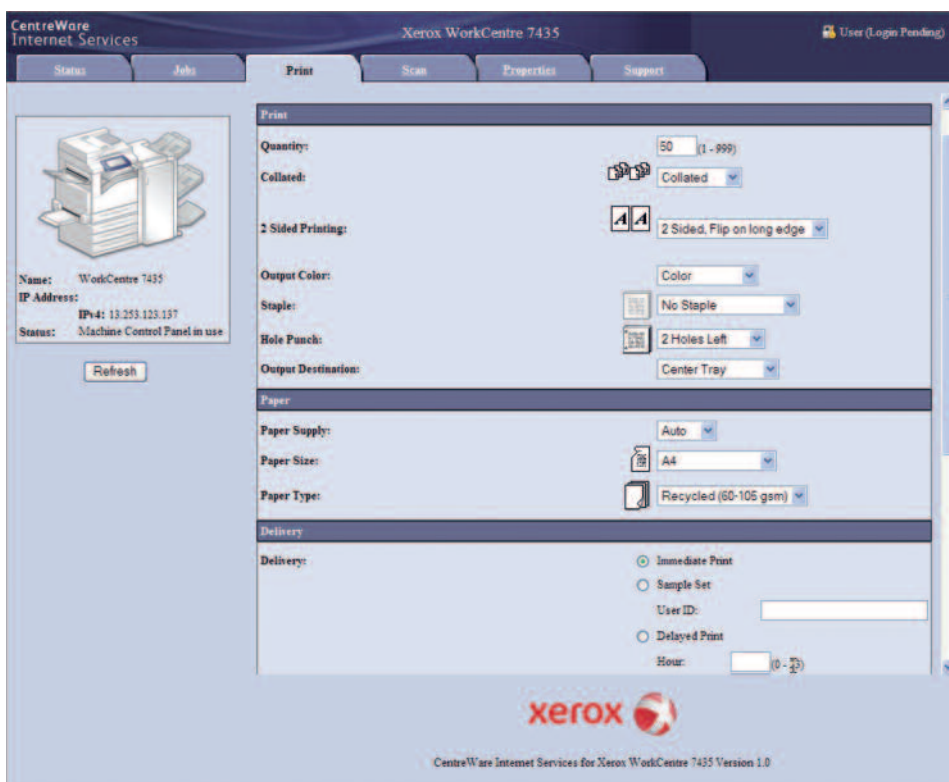 CentreWare
Internet Services
Xerox WorkCentre 7435
User (Login Pending)
Status
Jobs
Print
Scan
Properties
Support
Name: WorkCentre 7435
IP Address:
IPv4: 13.253.123.137
Status: Machine Control Panel in use
Refresh
Print
Quantity: 50 (1 - 999)
Collated: Collated
2 Sided Printing: A A 2 Sided, Flip on long edge
Output Color: Color
Staple: No Staple
Hole Punch: 2 Holes Left
Output Destination: Center Tray
Paper
Paper Supply: Auto
Paper Size: A4
Paper Type: Recycled (60-105 gsm)
Delivery
Delivery: Immediate Print
Sample Set
User ID:
Delayed Print
Hour: (0 - 3)
xerox
CentreWare Internet Services for Xerox WorkCentre 7435 Version 1.0